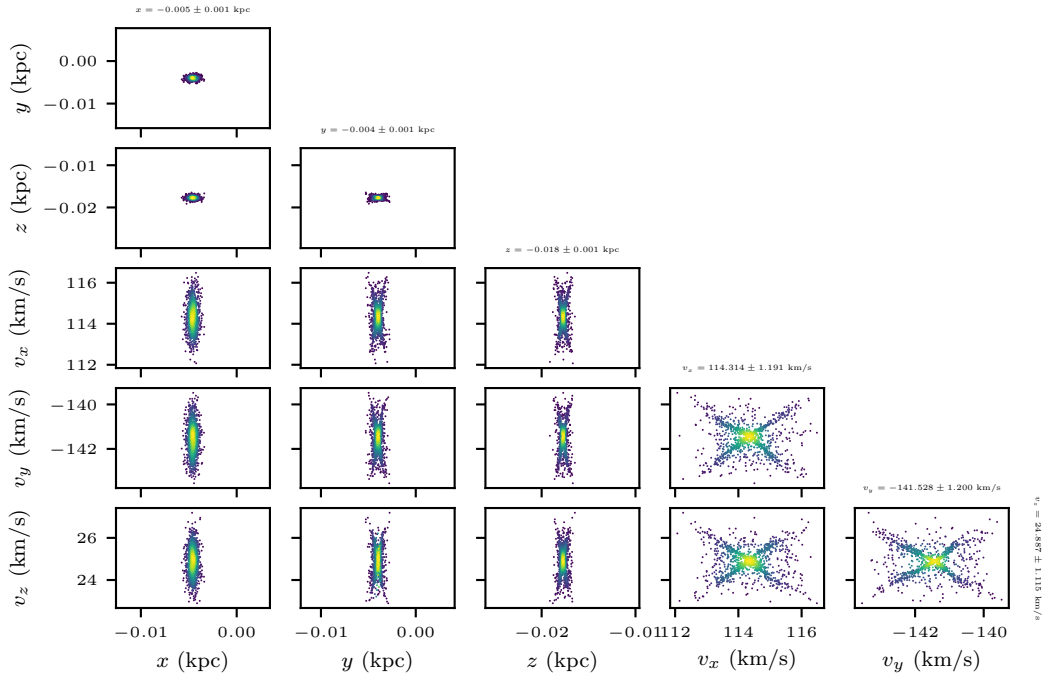 x = −0.005 ± 0.001 kpc
y (kpc)
0.00
−0.01
y = −0.004 ± 0.001 kpc
z (kpc)
−0.01
−0.02
z = −0.018 ± 0.001 kpc
v_x (km/s)
116
114
112
v_x = 114.314 ± 1.191 km/s
v_y (km/s)
−140
−142
v_y = −141.528 ± 1.200 km/s
v_z (km/s)
26
24
v_z = 24.887 ± 1.115 km/s
−0.01 0.00 −0.01 0.00 −0.02 −0.01 112 114 116 −142 −140
x (kpc) y (kpc) z (kpc) v_x (km/s) v_y (km/s)